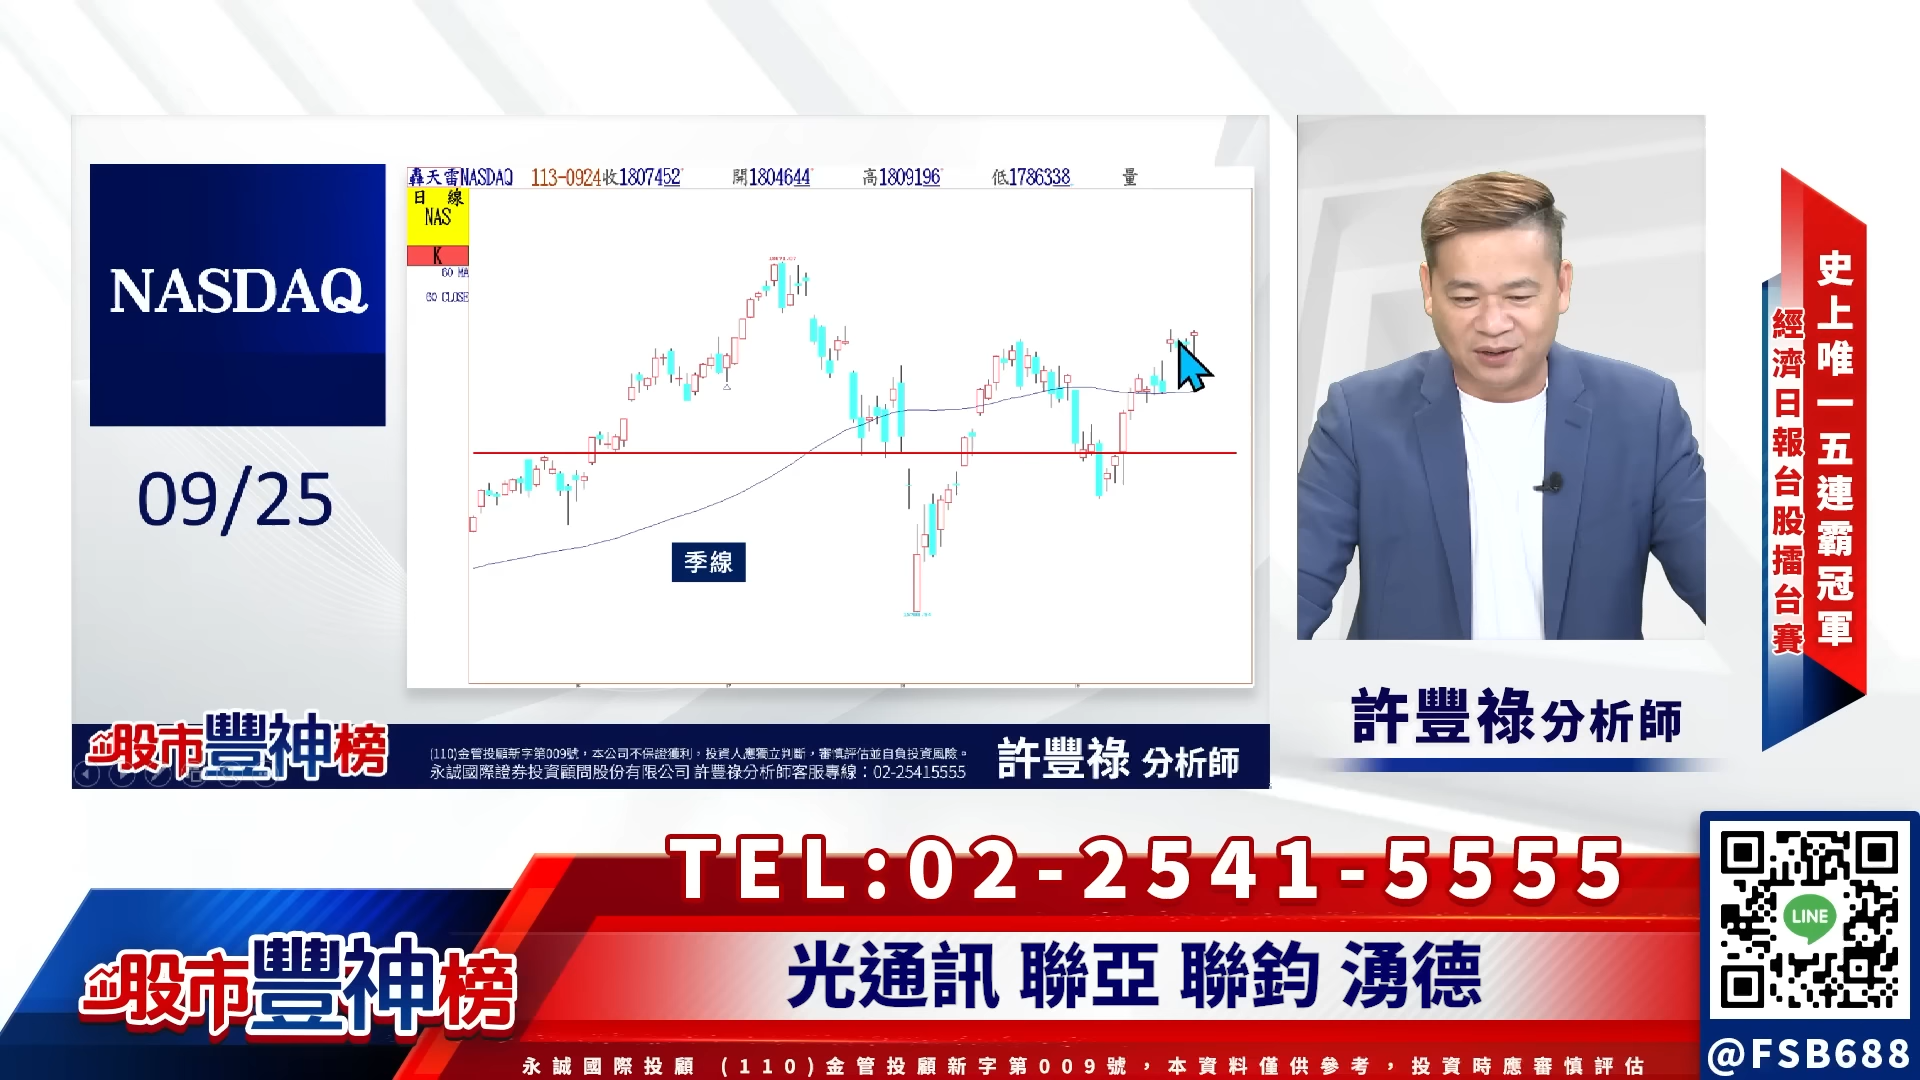 NASDAQ
09/25
轟天雷NASDAQ 113-0924收1807452 開1804644 高1809196 低1786338 量
日 線
NAS
K
60 MA
60 CLOSE
季線
股市豐神榜
(110)金管投顧新字第009號，本公司不保證獲利，投資人應獨立判斷，審慎評估並自負投資風險。
永誠國際證券投資顧問股份有限公司 許豐祿分析師客服專線：02-25415555
許豐祿 分析師
許豐祿分析師
史上唯一五連霸冠軍
經濟日報台股擂台賽
TEL:02-2541-5555
股市豐神榜
光通訊 聯亞 聯鈞 湧德
永誠國際投顧 (110)金管投顧新字第009號，本資料僅供參考，投資時應審慎評估
LINE
@FSB688